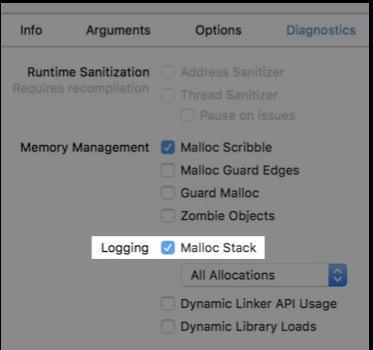 Info Arguments Options Diagnostics
Runtime Sanitization Address Sanitizer
Requires recompilation Thread Sanitizer
Pause on issues
Memory Management Malloc Scribble
Malloc Guard Edges
Guard Malloc
Zombie Objects
Logging Malloc Stack
All Allocations
Dynamic Linker API Usage
Dynamic Library Loads